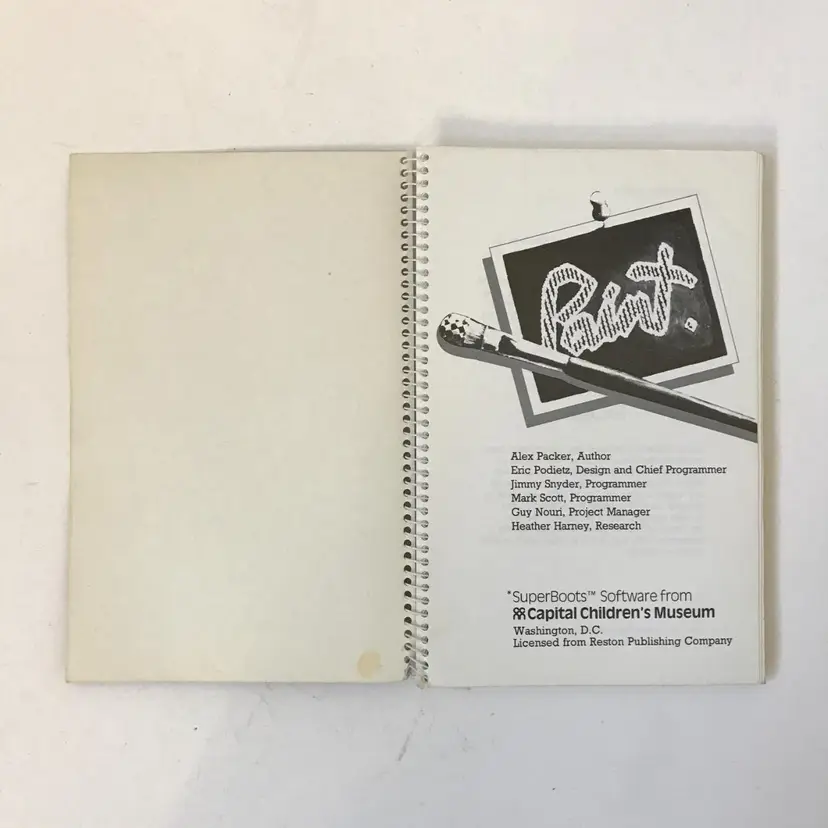 Paint.
Alex Packer, Author
Eric Podietz, Design and Chief Programmer
Jimmy Snyder, Programmer
Mark Scott, Programmer
Guy Nouri, Project Manager
Heather Harney, Research
*SuperBoots™ Software from
Capital Children's Museum
Washington, D.C.
Licensed from Reston Publishing Company